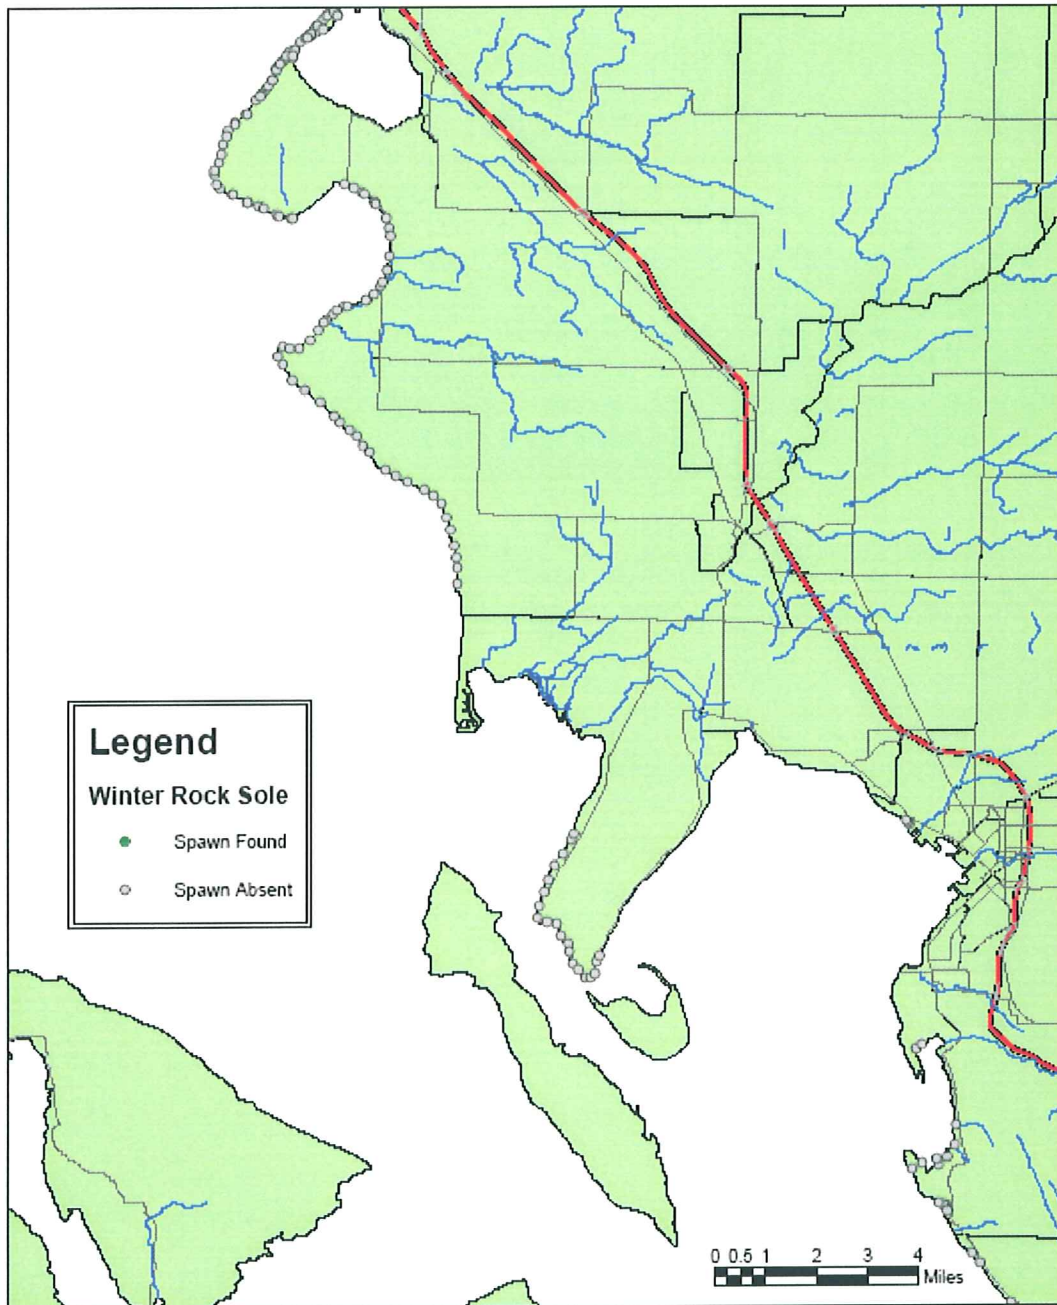 Legend
Winter Rock Sole
Spawn Found
Spawn Absent
0 0.5 1 2 3 4
Miles